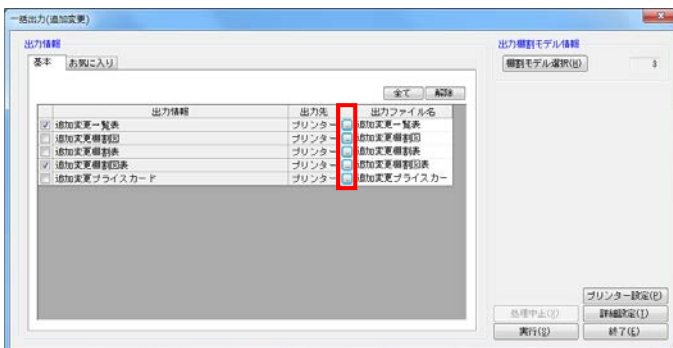 一括出力(追加変更)
出力情報
基本 お気に入り
全て 解除
出力情報 出力先 出力ファイル名
追加変更一覧表 プリンター ... 追加変更一覧表
追加変更棚割図 プリンター ... 追加変更棚割図
追加変更棚割表 プリンター ... 追加変更棚割表
追加変更棚割図表 プリンター ... 追加変更棚割図表
追加変更プライスカード プリンター ... 追加変更プライスカー
出力棚割モデル情報
棚割モデル選択(M) 3
プリンター設定(P)
処理中止(X) 詳細設定(I)
実行(S) 終了(E)